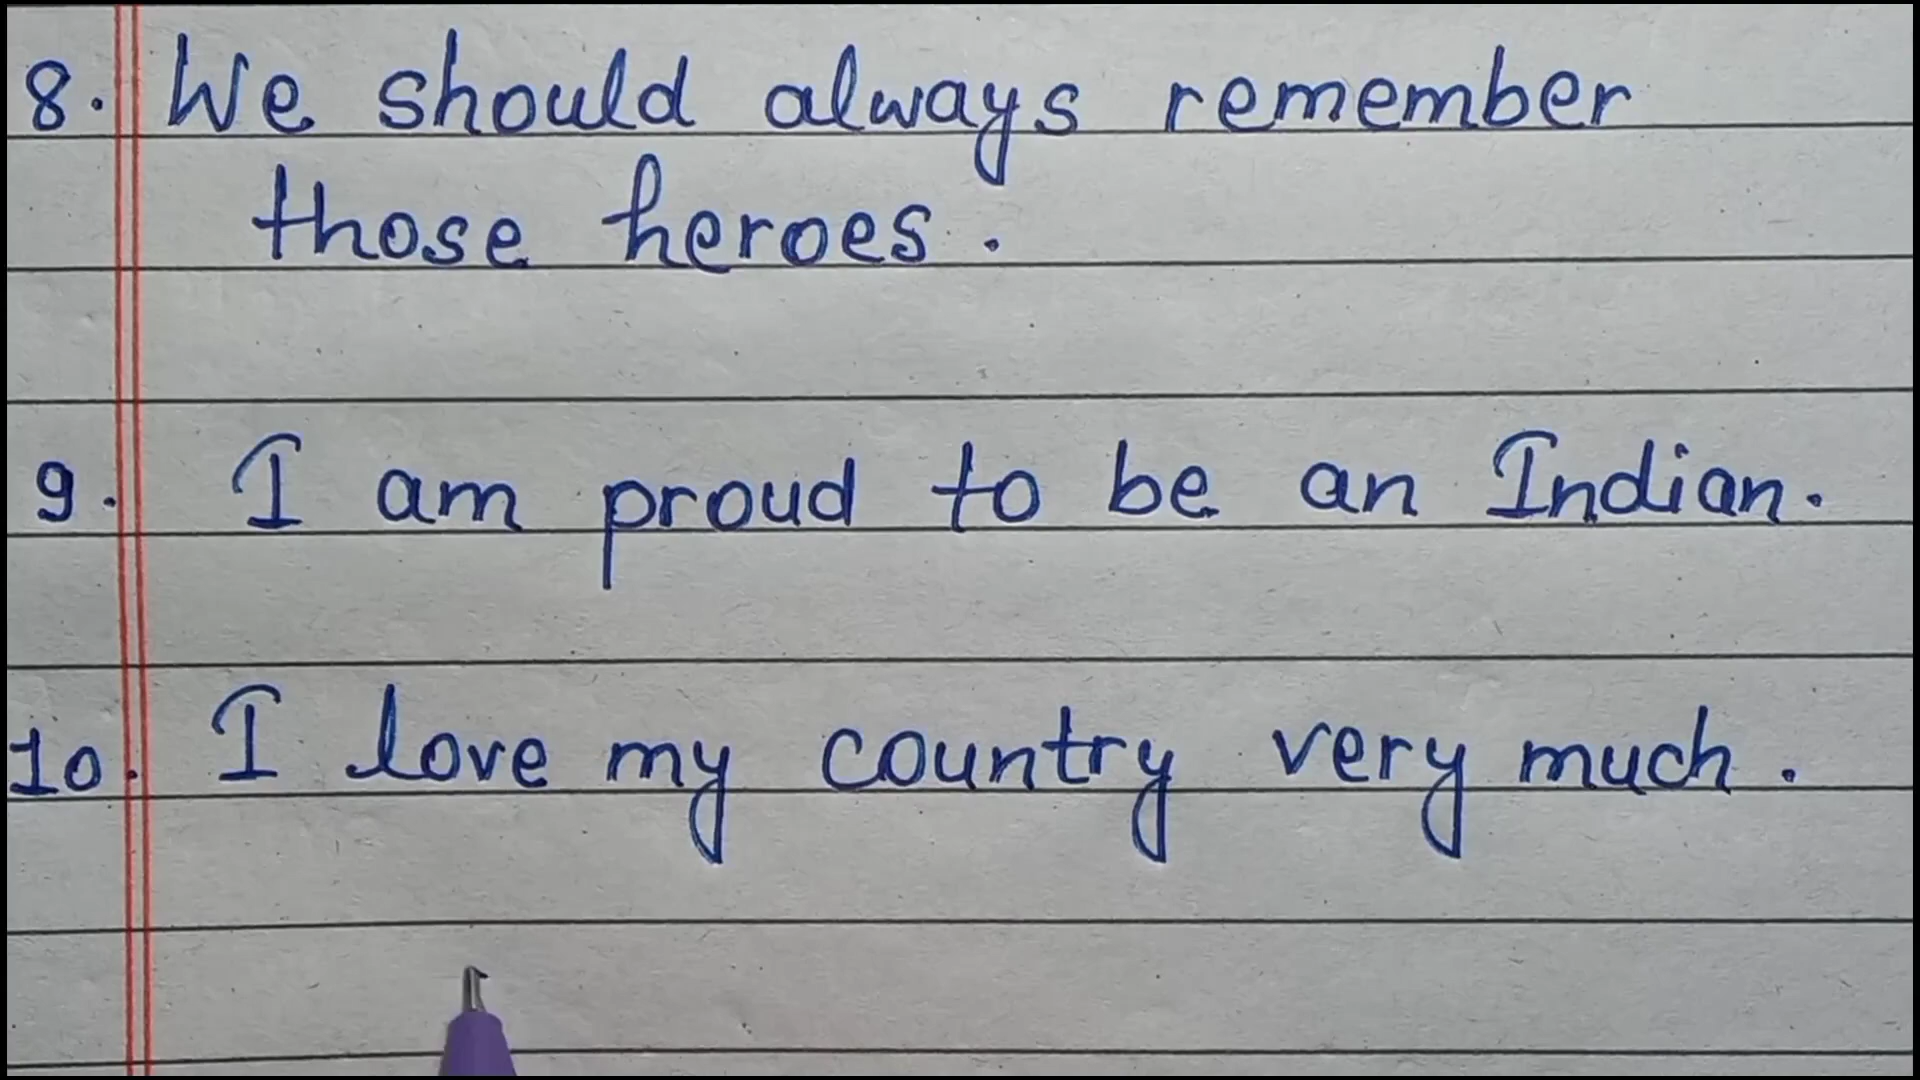 8. We should always remember
those heroes.
9. I am proud to be an Indian.
10. I love my country very much.